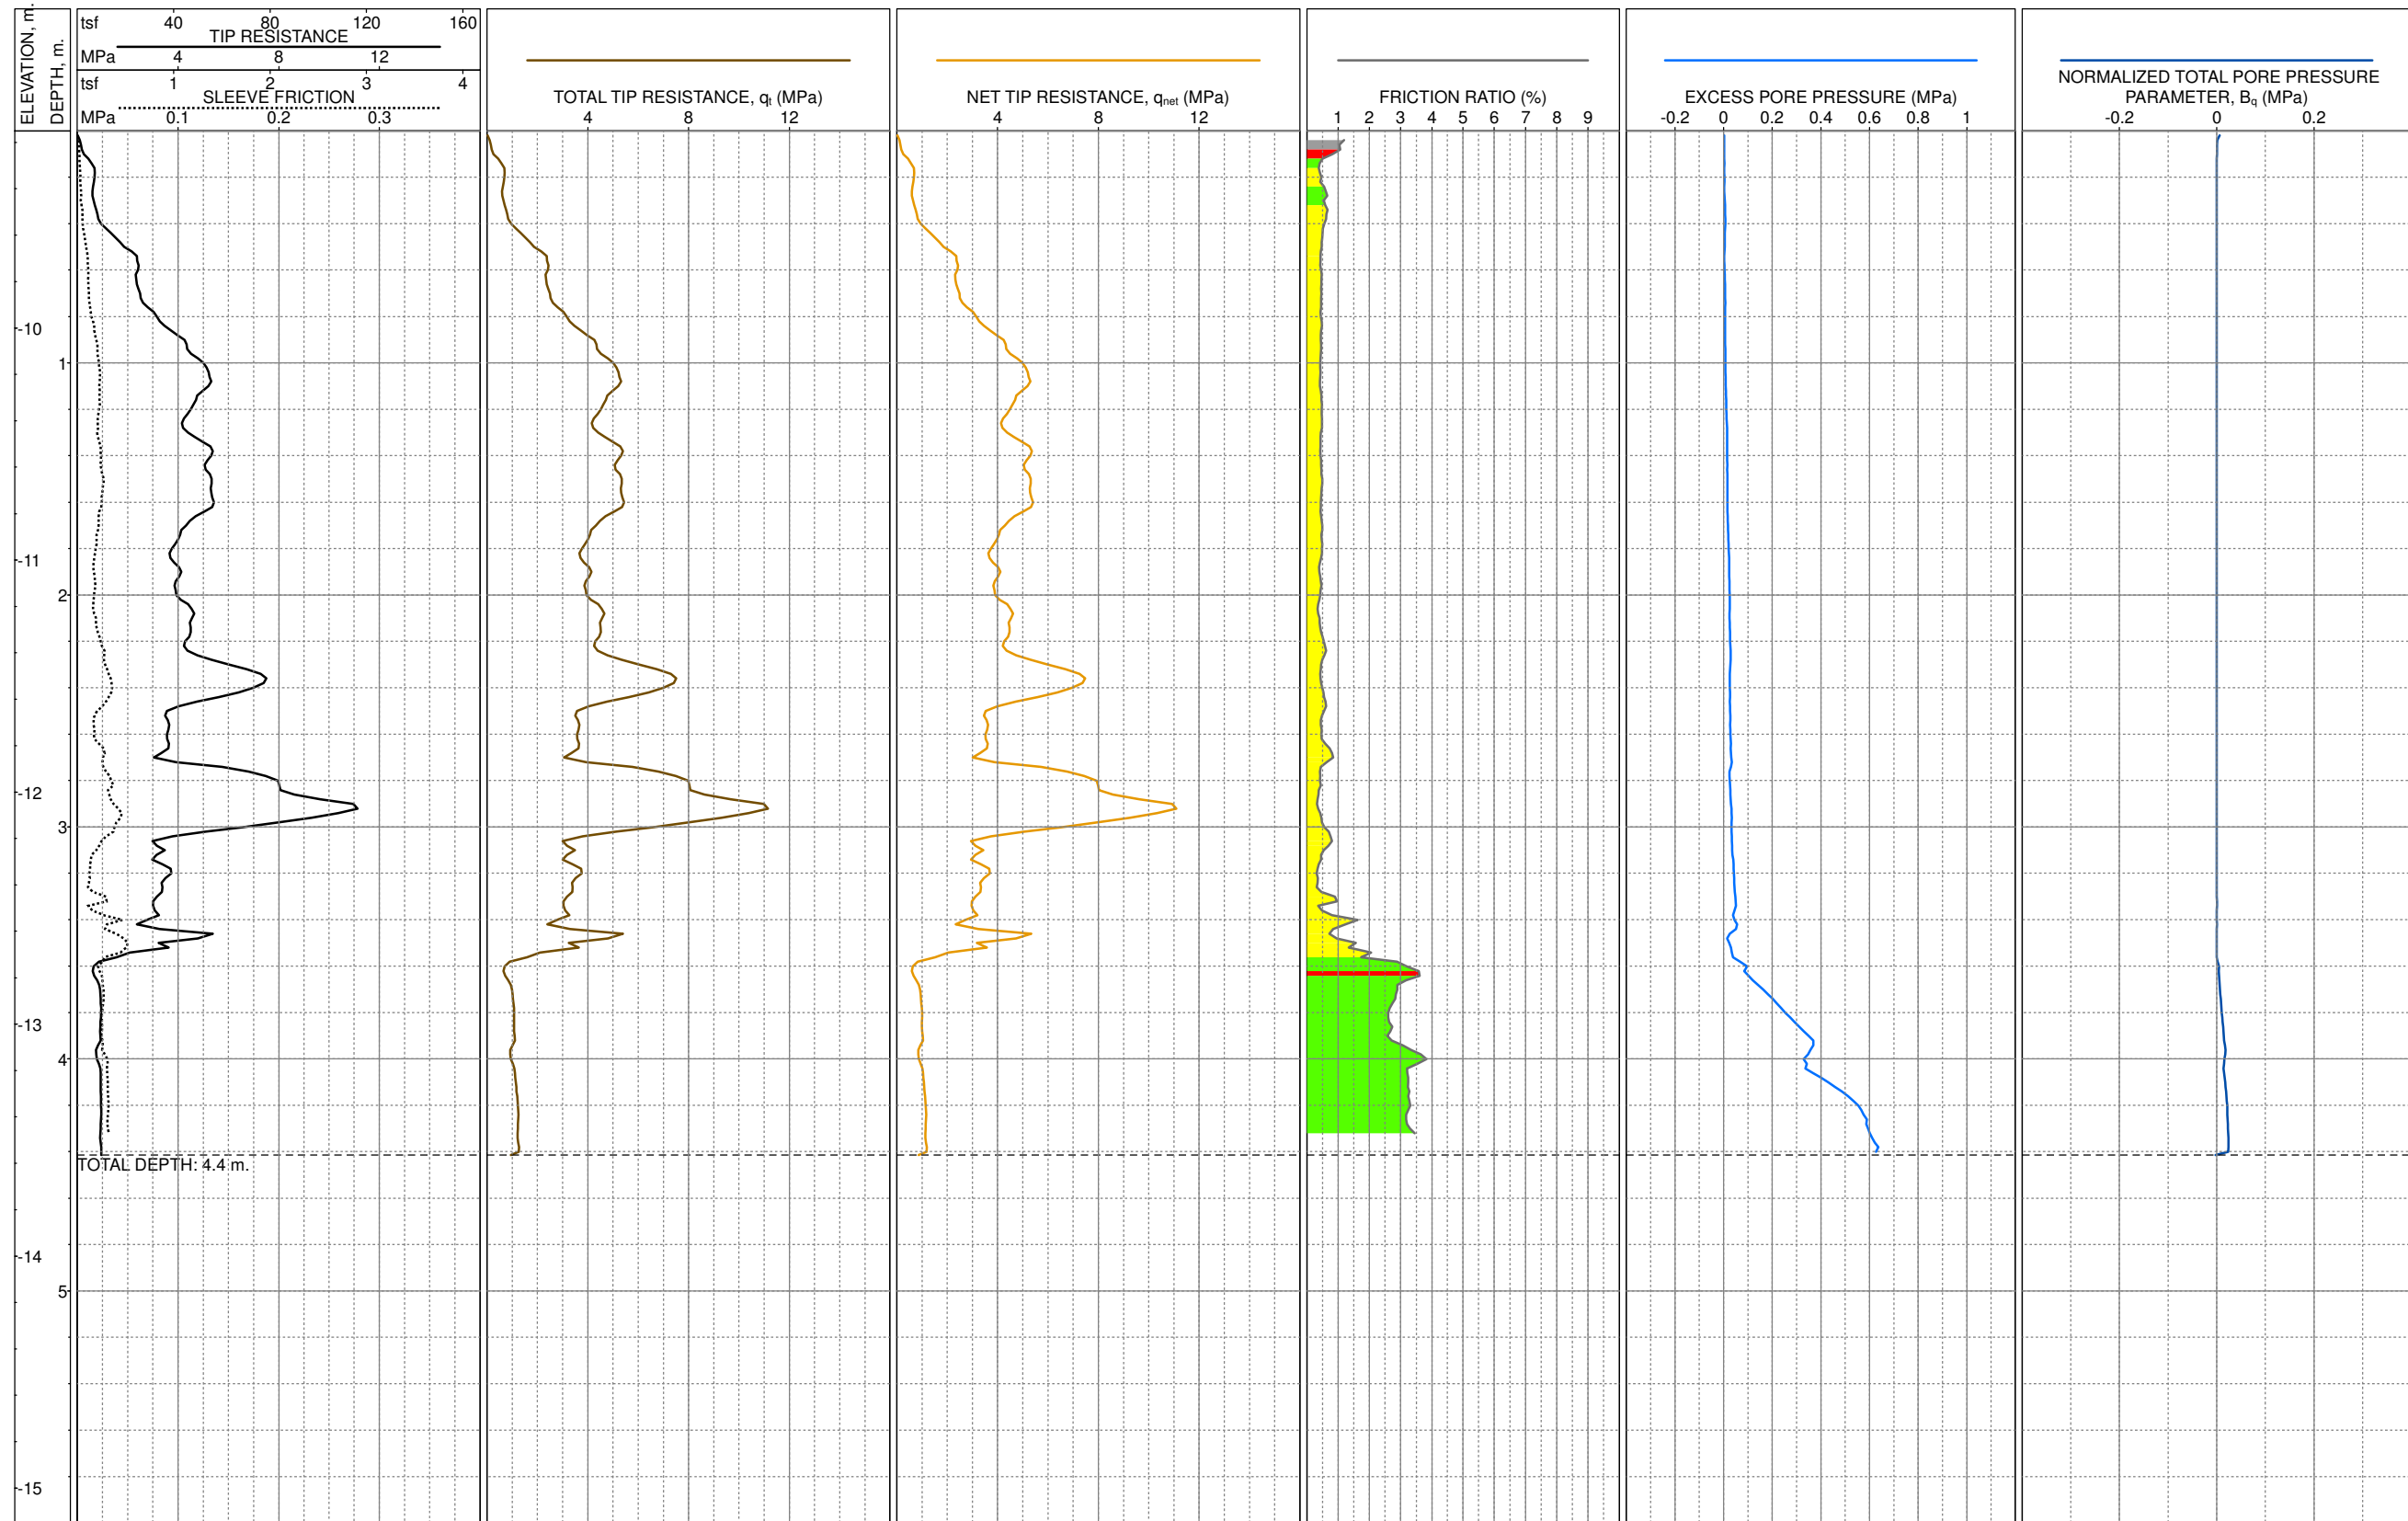 ELEVATION, m.
DEPTH, m.
tsf 40 80 120 160
TIP RESISTANCE
MPa 4 8 12
tsf 1 2 3 4
SLEEVE FRICTION
MPa 0.1 0.2 0.3
TOTAL TIP RESISTANCE, qt (MPa)
4 8 12
NET TIP RESISTANCE, qnet (MPa)
4 8 12
FRICTION RATIO (%)
1 2 3 4 5 6 7 8 9
EXCESS PORE PRESSURE (MPa)
-0.2 0 0.2 0.4 0.6 0.8 1
NORMALIZED TOTAL PORE PRESSURE
PARAMETER, Bq (MPa)
-0.2 0 0.2
-10
1
-11
2
-12
3
-13
4
TOTAL DEPTH: 4.4 m.
-14
5
-15